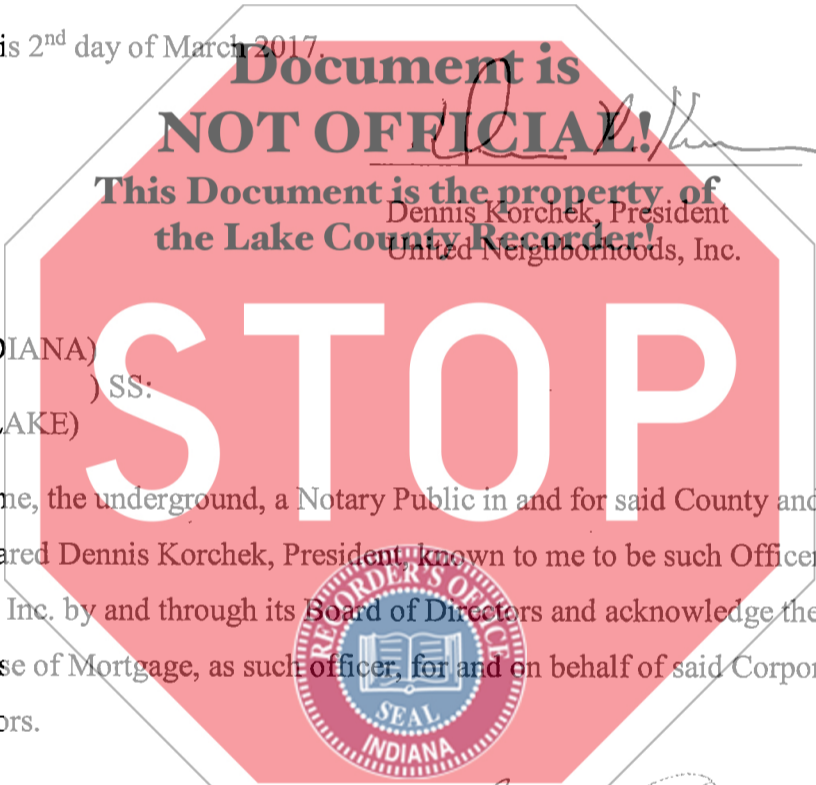 is 2nd day of March 2017.
Document is
NOT OFFICIAL!
This Document is the property of
the Lake County Recorder!
Dennis Korchek, President
United Neighborhoods, Inc.
DIANA)
) SS:
LAKE)
STOP
ne, the underground, a Notary Public in and for said County and
ared Dennis Korchek, President, known to me to be such Officer
Inc. by and through its Board of Directors and acknowledge the
se of Mortgage, as such officer, for and on behalf of said Corpor
ors.
RECORDER'S OFFICE
SEAL
INDIANA